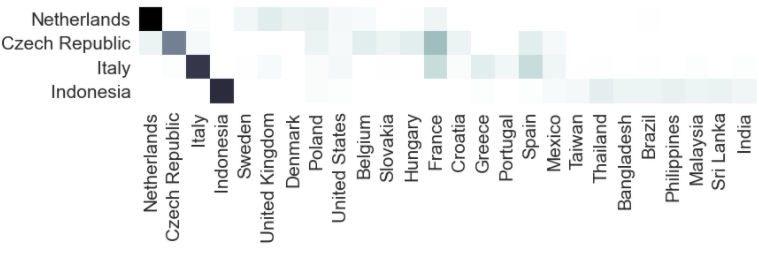 Netherlands
Czech Republic
Italy
Indonesia
Netherlands
Czech Republic
Italy
Indonesia
Sweden
United Kingdom
Denmark
Poland
United States
Belgium
Slovakia
Hungary
France
Croatia
Greece
Portugal
Spain
Mexico
Taiwan
Thailand
Bangladesh
Brazil
Philippines
Malaysia
Sri Lanka
India